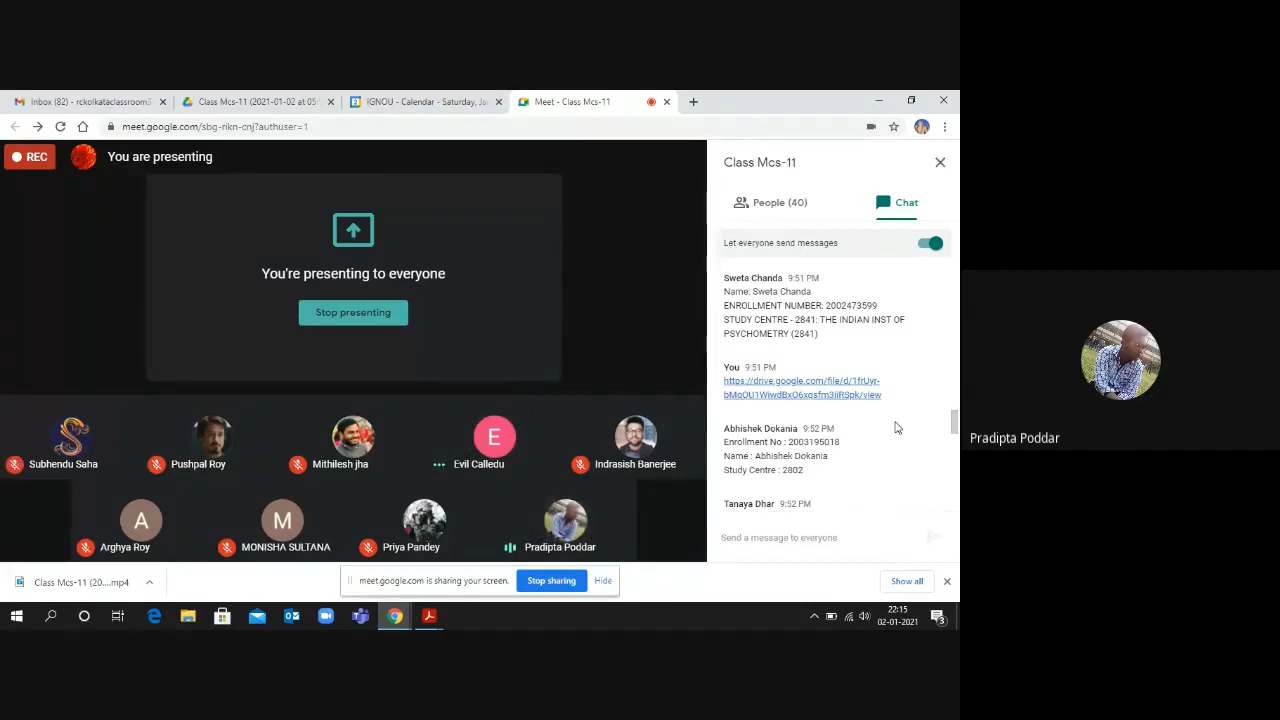 Inbox (82) - rckolkataclassroom3
Class Mcs-11 (2021-01-02 at 05:
IGNOU - Calendar - Saturday, Ja
Meet - Class Mcs-11
meet.google.com/sbg-rikn-cnj?authuser=1
REC
You are presenting
Class Mcs-11
People (40)
Chat
Let everyone send messages
You're presenting to everyone
Stop presenting
Sweta Chanda 9:51 PM
Name: Sweta Chanda
ENROLLMENT NUMBER: 2002473599
STUDY CENTRE - 2841: THE INDIAN INST OF
PSYCHOMETRY (2841)
You 9:51 PM
https://drive.google.com/file/d/1frUyr-
bMqOU1WiwdBxO6xqsfm3iiRSpk/view
Abhishek Dokania 9:52 PM
Enrollment No : 2003195018
Name : Abhishek Dokania
Study Centre : 2802
Tanaya Dhar 9:52 PM
Send a message to everyone
Subhendu Saha
Pushpal Roy
Mithilesh jha
E
Evil Calledu
Indrasish Banerjee
A
Arghya Roy
M
MONISHA SULTANA
Priya Pandey
Pradipta Poddar
Pradipta Poddar
Class Mcs-11 (20....mp4
meet.google.com is sharing your screen.
Stop sharing
Hide
Show all
22:15
02-01-2021
3